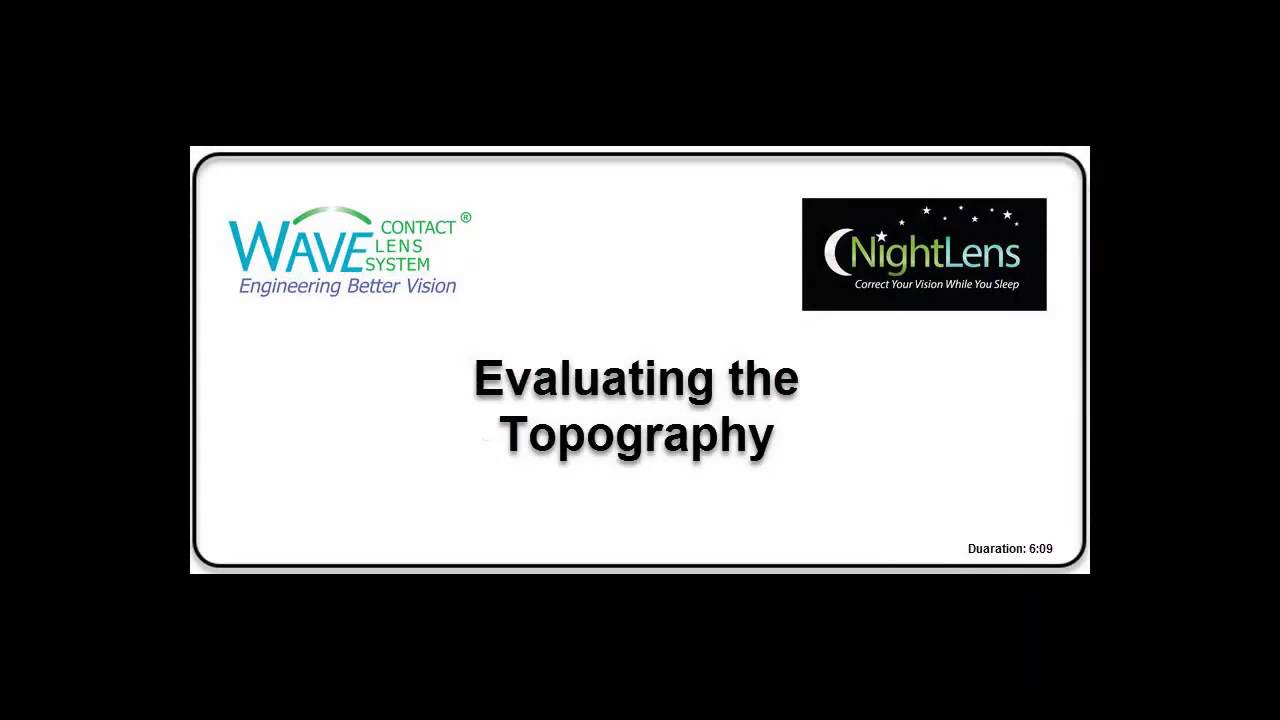 WAVE CONTACT LENS SYSTEM ®
Engineering Better Vision
NightLens
Correct Your Vision While You Sleep
Evaluating the
Topography
Duaration: 6:09